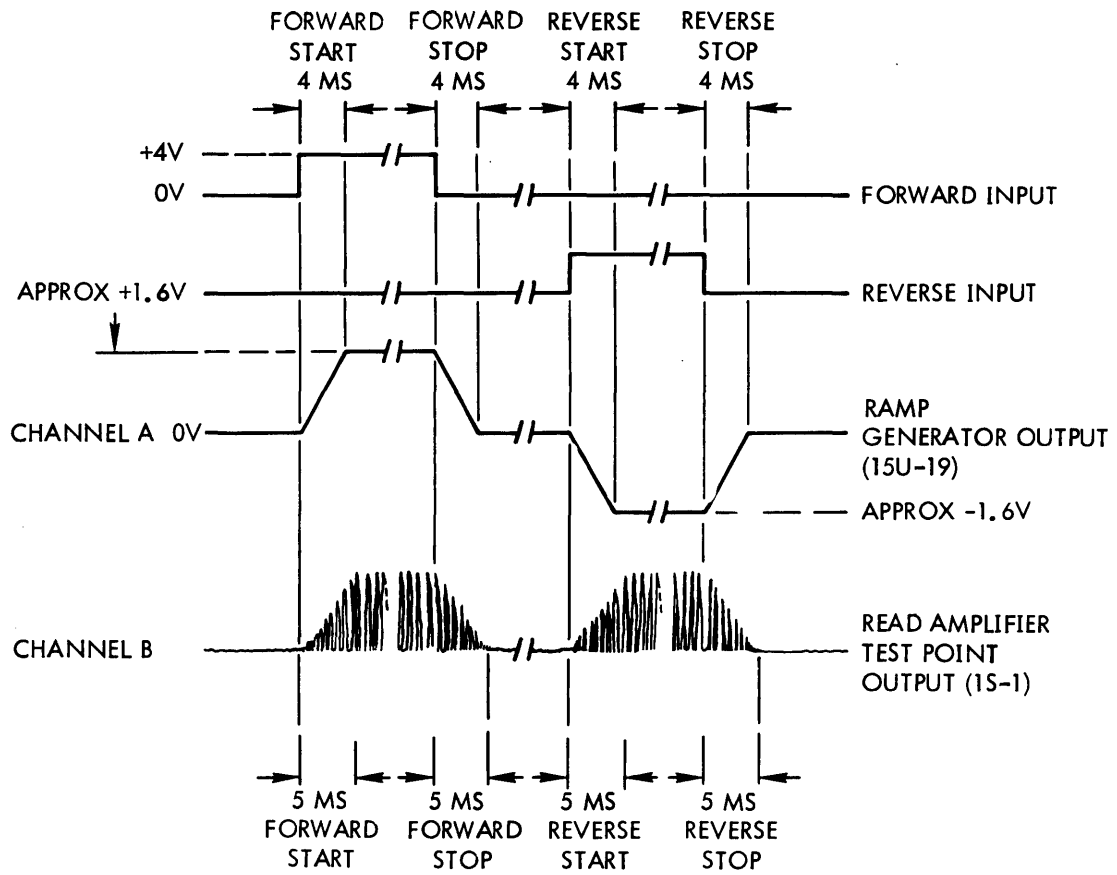 FORWARD START 4 MS
FORWARD STOP 4 MS
REVERSE START 4 MS
REVERSE STOP 4 MS
+4V
0V
FORWARD INPUT
APPROX +1.6V
REVERSE INPUT
CHANNEL A 0V
RAMP
GENERATOR OUTPUT
(15U-19)
APPROX -1.6V
CHANNEL B
READ AMPLIFIER
TEST POINT
OUTPUT (1S-1)
5 MS FORWARD START
5 MS FORWARD STOP
5 MS REVERSE START
5 MS REVERSE STOP